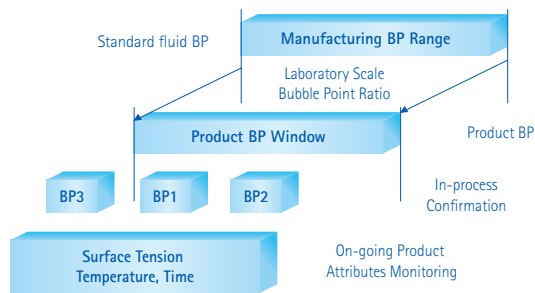 Standard fluid BP
Manufacturing BP Range
Laboratory Scale
Bubble Point Ratio
Product BP Window
Product BP
BP3
BP1
BP2
In-process
Confirmation
Surface Tension
Temperature, Time
On-going Product
Attributes Monitoring